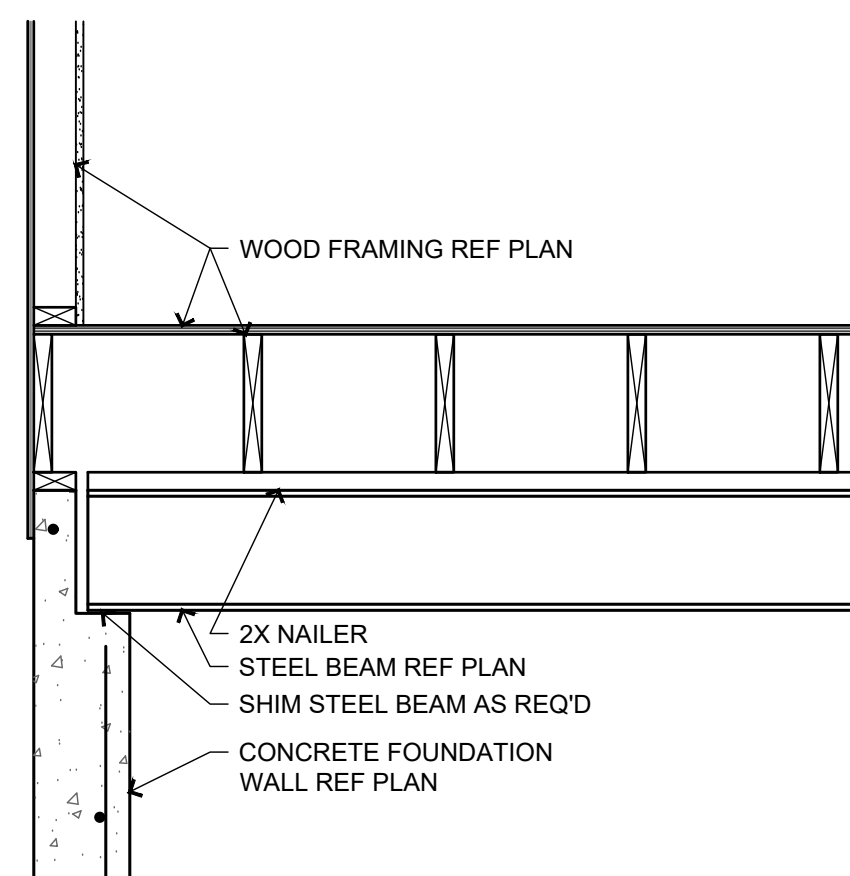 WOOD FRAMING REF PLAN
2X NAILER
STEEL BEAM REF PLAN
SHIM STEEL BEAM AS REQ'D
CONCRETE FOUNDATION
WALL REF PLAN